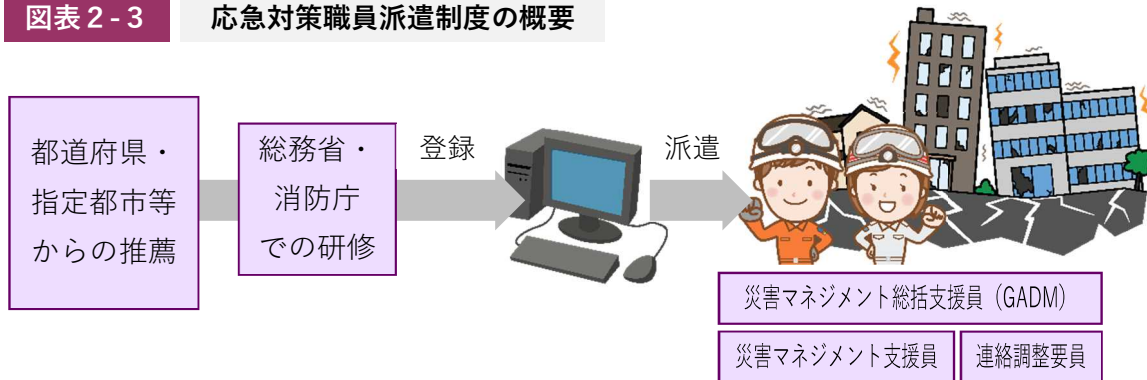 図表2-3 応急対策職員派遣制度の概要
都道府県・
指定都市等
からの推薦
総務省・
消防庁
での研修
登録
派遣
災害マネジメント総括支援員（GADM）
災害マネジメント支援員
連絡調整要員